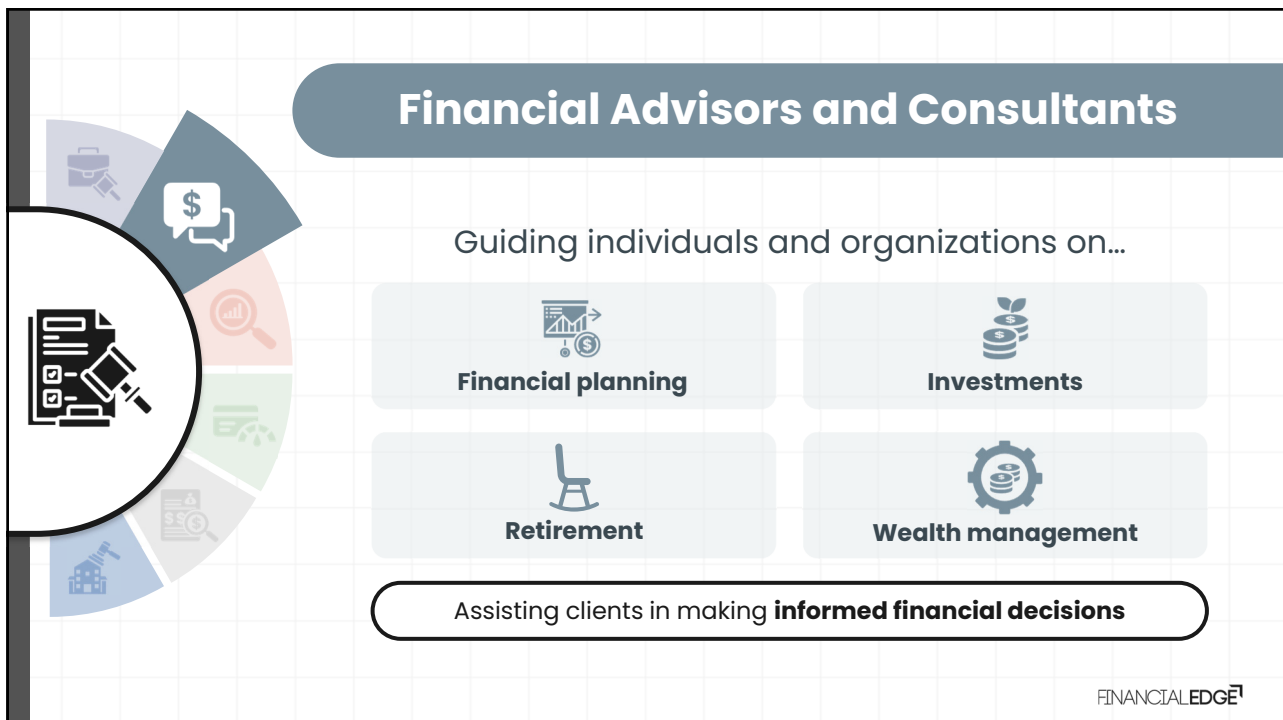 Financial Advisors and Consultants
$
Guiding individuals and organizations on…
Financial planning
Investments
Retirement
Wealth management
Assisting clients in making informed financial decisions
FINANCIALEDGE